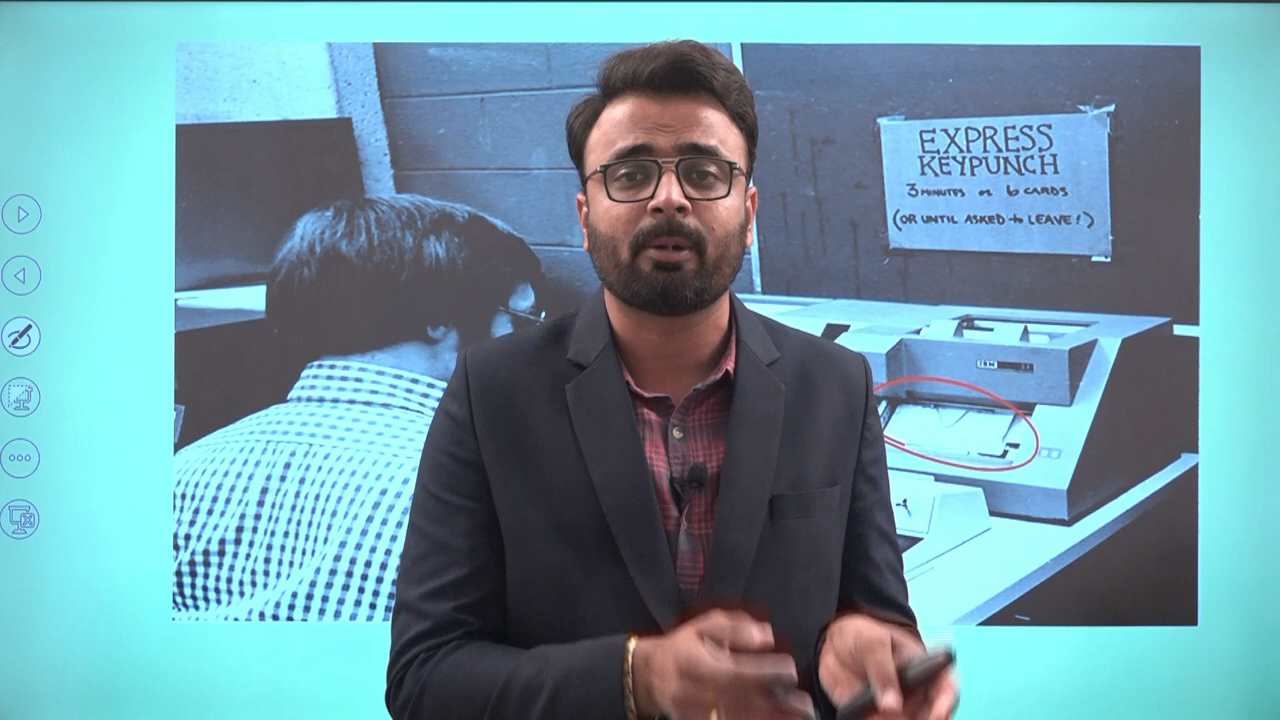 EXPRESS
KEYPUNCH
3 MINUTES or 6 CARDS
(OR UNTIL ASKED to LEAVE!)
IBM